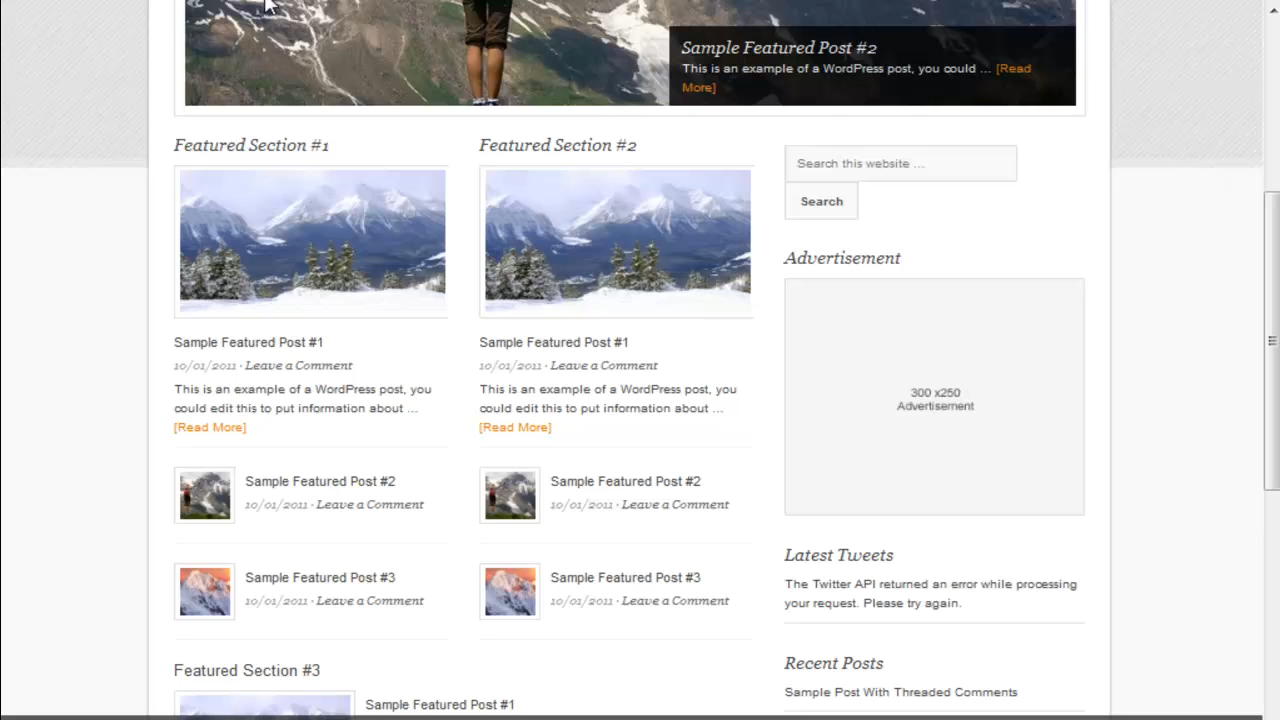 Sample Featured Post #2
This is an example of a WordPress post, you could ... [Read
More]
Featured Section #1
Sample Featured Post #1
10/01/2011 · Leave a Comment
This is an example of a WordPress post, you
could edit this to put information about ...
[Read More]
Sample Featured Post #2
10/01/2011 · Leave a Comment
Sample Featured Post #3
10/01/2011 · Leave a Comment
Featured Section #2
Sample Featured Post #1
10/01/2011 · Leave a Comment
This is an example of a WordPress post, you
could edit this to put information about ...
[Read More]
Sample Featured Post #2
10/01/2011 · Leave a Comment
Sample Featured Post #3
10/01/2011 · Leave a Comment
Featured Section #3
Sample Featured Post #1
Search this website ...
Search
Advertisement
300 x250
Advertisement
Latest Tweets
The Twitter API returned an error while processing
your request. Please try again.
Recent Posts
Sample Post With Threaded Comments